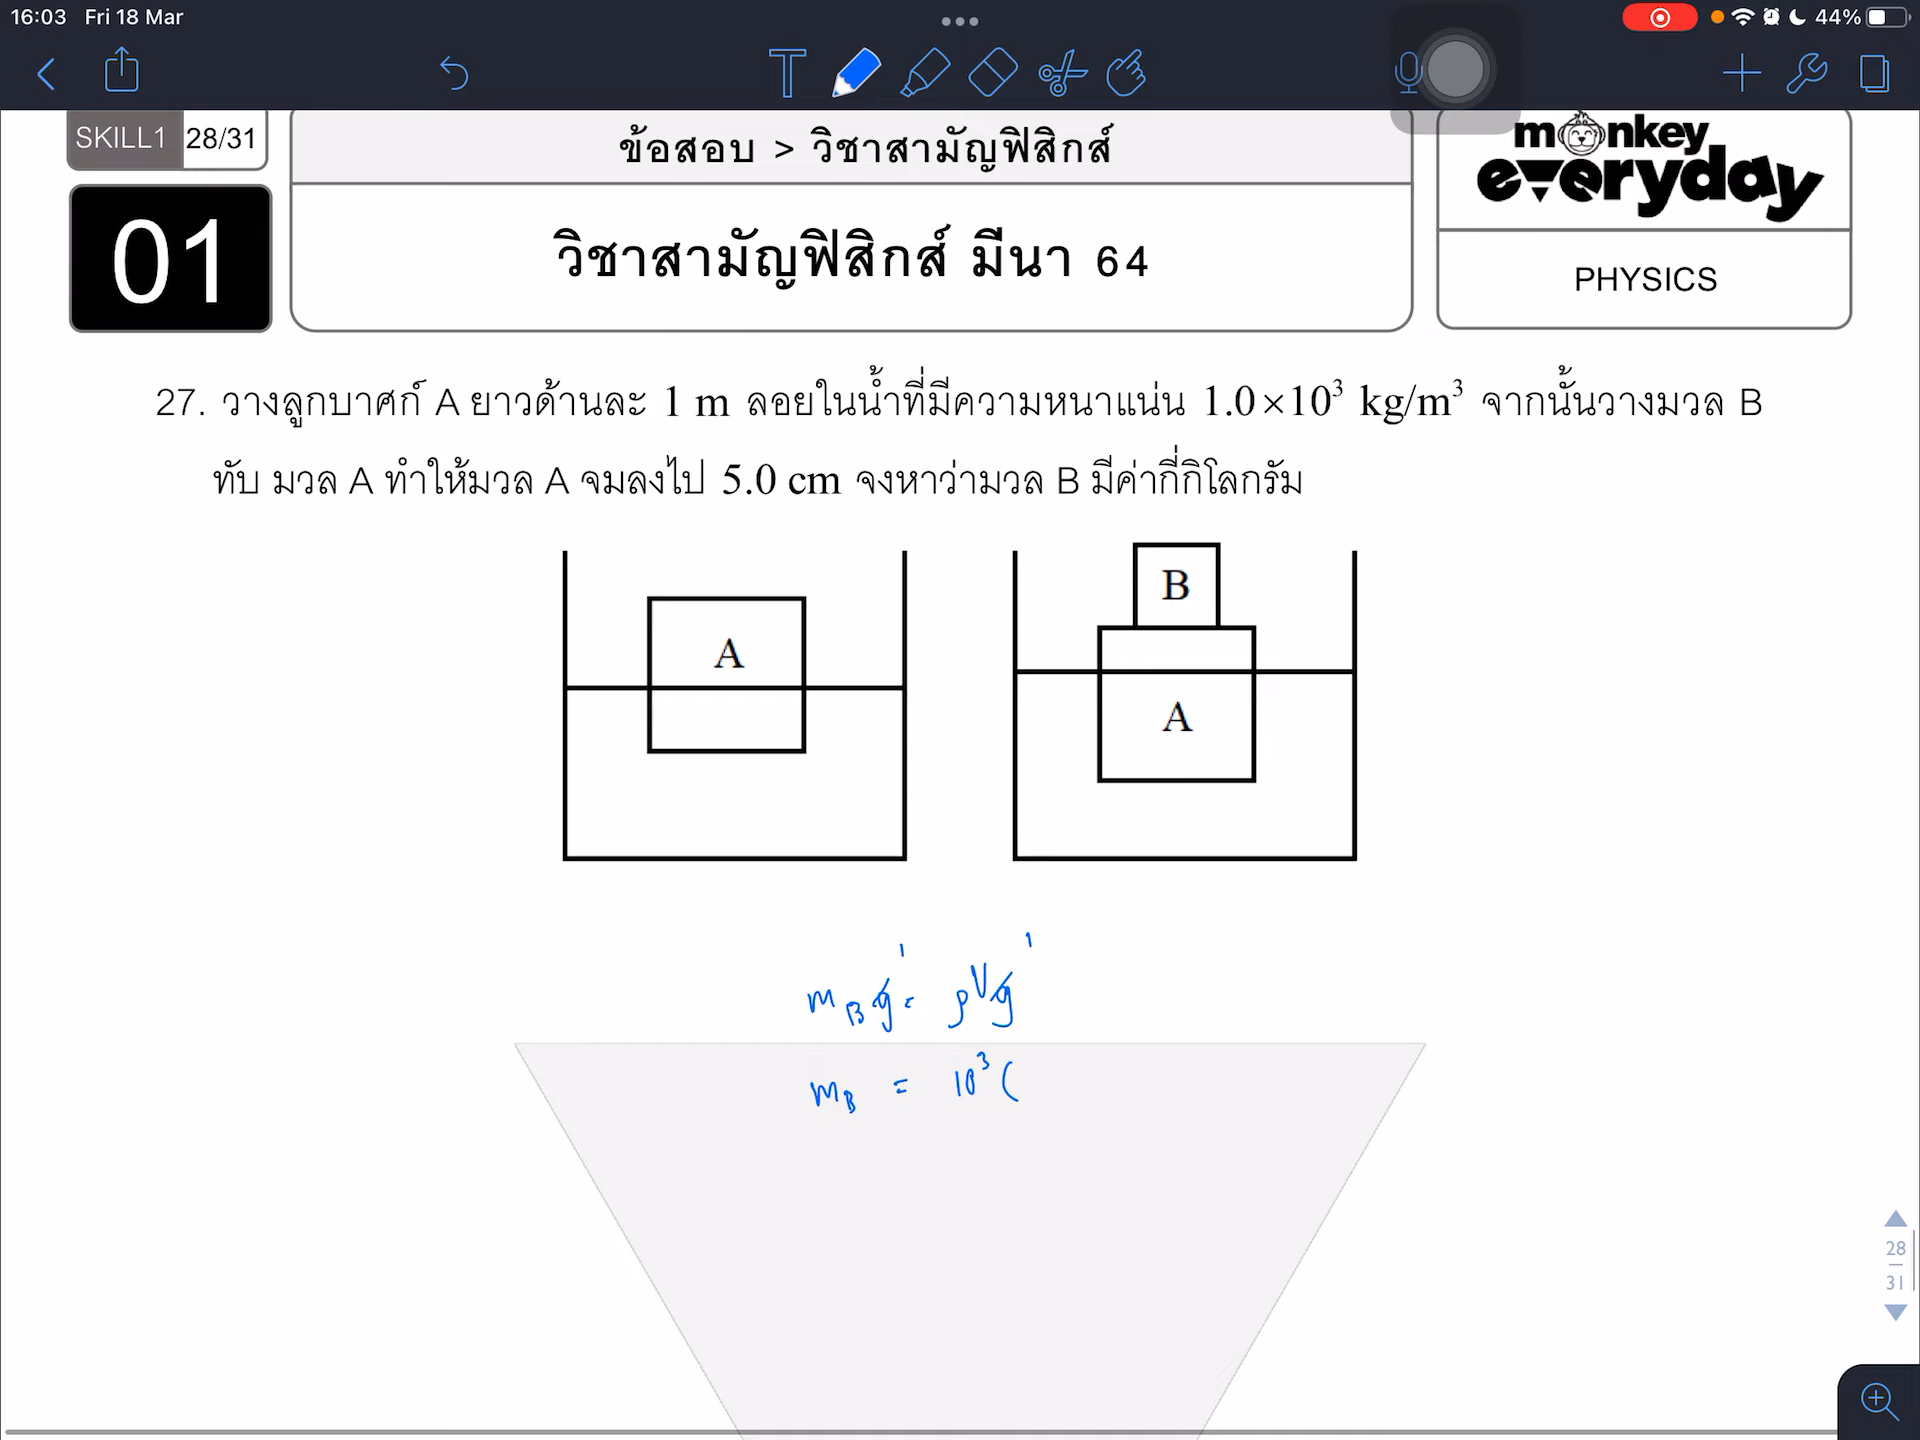 16:03 Fri 18 Mar
44%
T
SKILL1 28/31
ข้อสอบ > วิชาสามัญฟิสิกส์
monkey
everyday
01
วิชาสามัญฟิสิกส์ มีนา 64
PHYSICS
27. วางลูกบาศก์ A ยาวด้านละ 1 m ลอยในน้ำที่มีความหนาแน่น 1.0×10³ kg/m³ จากนั้นวางมวล B
ทับ มวล A ทำให้มวล A จมลงไป 5.0 cm จงหาว่ามวล B มีค่ากี่กิโลกรัม
B
A
A
1 1
m_B g = ρVg
m_B = 10³ (
28
31